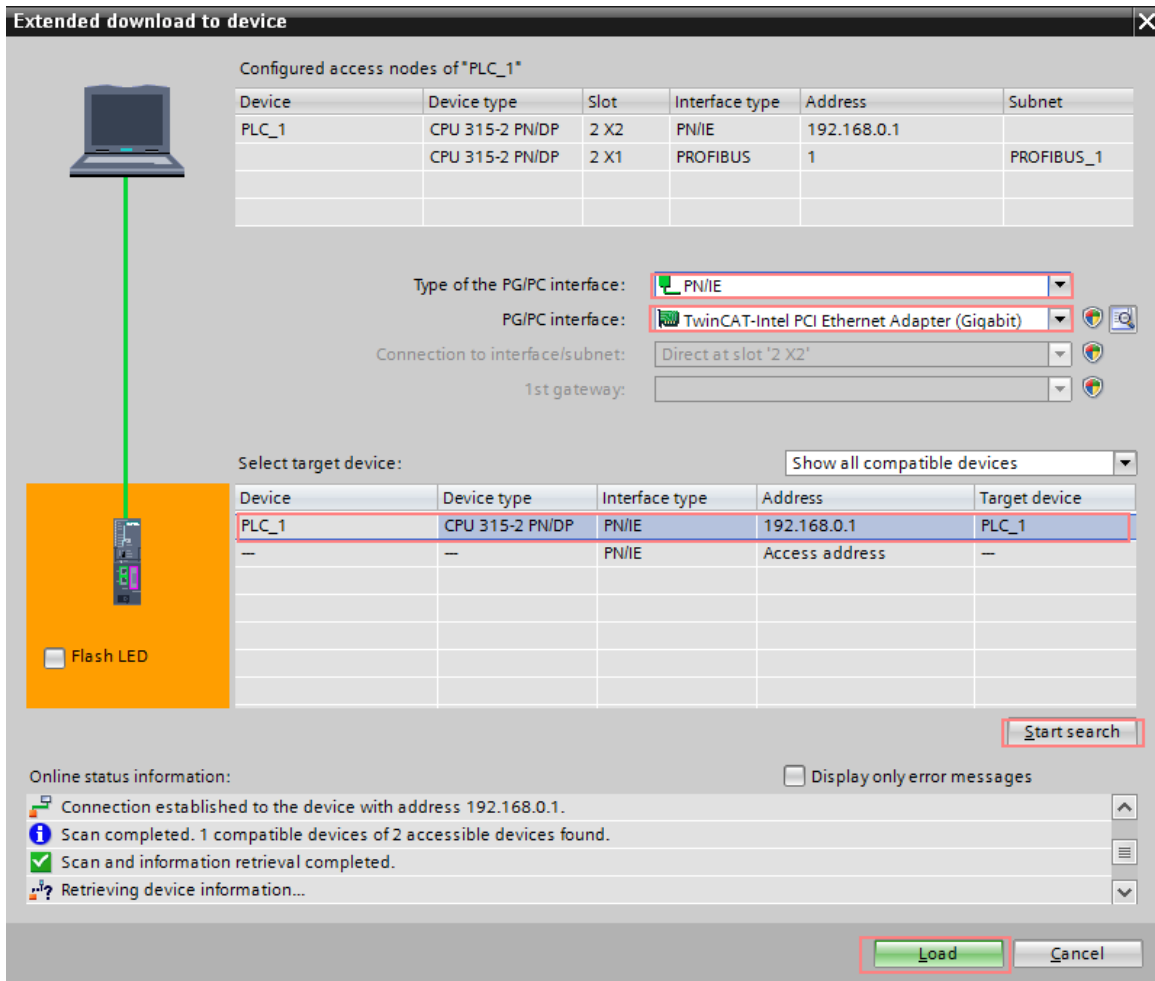 Extended download to device
Configured access nodes of "PLC_1"
Device Device type Slot Interface type Address Subnet
PLC_1 CPU 315-2 PN/DP 2 X2 PN/IE 192.168.0.1
CPU 315-2 PN/DP 2 X1 PROFIBUS 1 PROFIBUS_1
Type of the PG/PC interface: PN/IE
PG/PC interface: TwinCAT-Intel PCI Ethernet Adapter (Gigabit)
Connection to interface/subnet: Direct at slot '2 X2'
1st gateway:
Select target device: Show all compatible devices
Device Device type Interface type Address Target device
PLC_1 CPU 315-2 PN/DP PN/IE 192.168.0.1 PLC_1
— — PN/IE Access address —
Flash LED
Start search
Online status information: Display only error messages
Connection established to the device with address 192.168.0.1.
Scan completed. 1 compatible devices of 2 accessible devices found.
Scan and information retrieval completed.
Retrieving device information...
Load Cancel